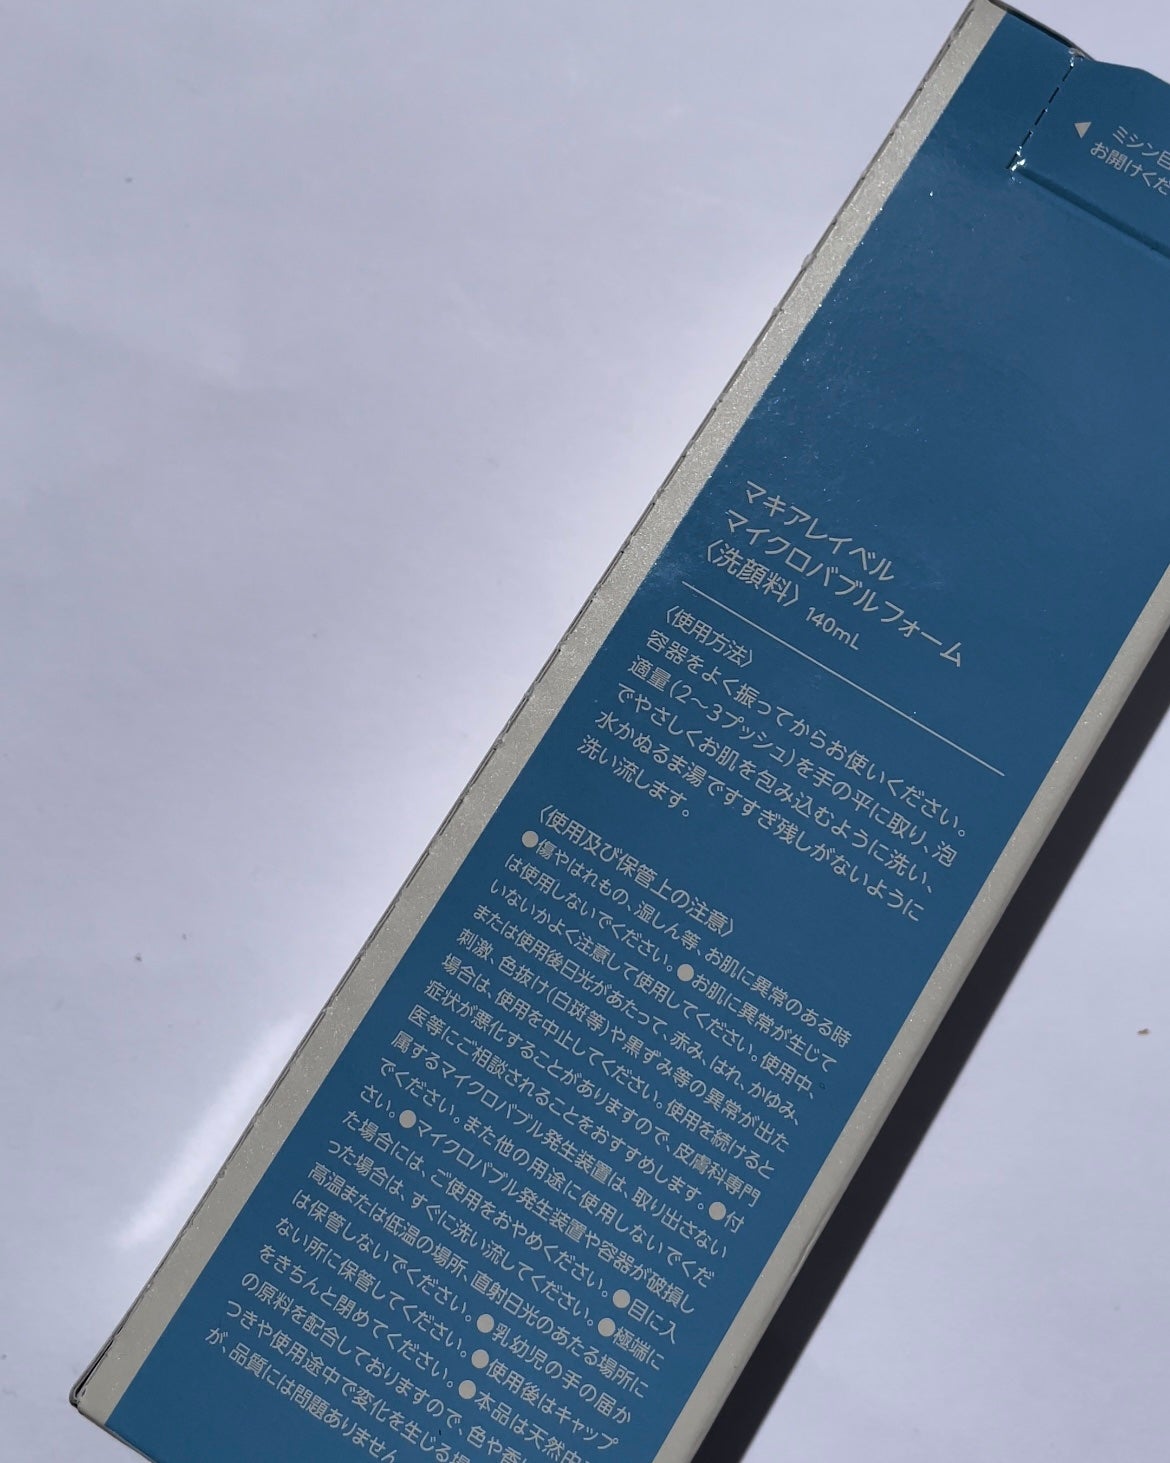 ミシン目
お開けくだ
マキアレイベル
マイクロバブルフォーム
〈洗顔料〉 140mL
〈使用方法〉
容器をよく振ってからお使いください。
適量(2〜3プッシュ)を手の平に取り、泡
でやさしくお肌を包み込むように洗い、
水かぬるま湯ですすぎ残しがないように
洗い流します。
〈使用及び保管上の注意〉
●傷やはれもの、湿しん等、お肌に異常のある時
は使用しないでください。●お肌に異常が生じて
いないかよく注意して使用してください。使用中、
または使用後日光があたって、赤み、はれ、かゆみ、
刺激、色抜け(白斑等)や黒ずみ等の異常が出た
場合は、使用を中止してください。使用を続けると
症状が悪化することがありますので、皮膚科専門
医等にご相談されることをおすすめします。●付
属するマイクロバブル発生装置は、取り出さない
でください。また他の用途に使用しないでくだ
さい。●マイクロバブル発生装置や容器が破損し
た場合には、ご使用をおやめください。●目に入
った場合は、すぐに洗い流してください。●極端に
高温または低温の場所、直射日光のあたる場所に
は保管しないでください。●乳幼児の手の届か
ない所に保管してください。●使用後はキャップ
をきちんと閉めてください。●本品は天然由
の原料を配合しておりますので、色や香
つきや使用途中で変化を生じる場
が、品質には問題ありません